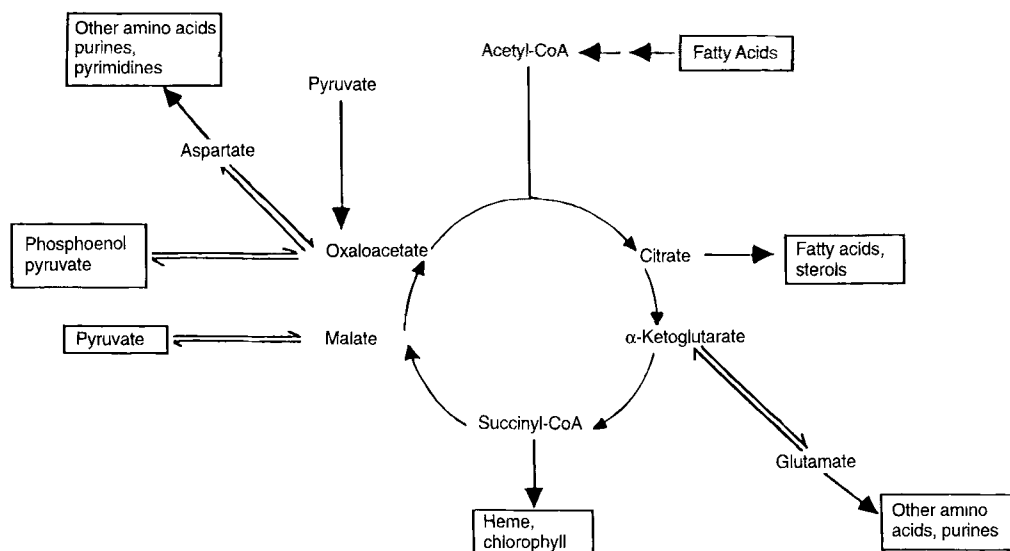 Other amino acids
purines,
pyrimidines
Acetyl-CoA
Fatty Acids
Pyruvate
Aspartate
Phosphoenol
pyruvate
Oxaloacetate
Citrate
Fatty acids,
sterols
Pyruvate
Malate
α-Ketoglutarate
Succinyl-CoA
Glutamate
Heme,
chlorophyll
Other amino
acids, purines